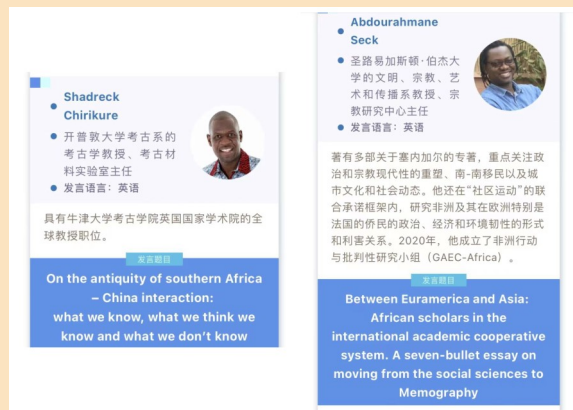 Shadreck
Chirikure
开普敦大学考古系的
考古学教授、考古材
料实验室主任
发言语言：英语
具有牛津大学考古学院英国国家学术院的全
球教授职位。
发言题目
On the antiquity of southern Africa
– China interaction:
what we know, what we think we
know and what we don't know
Abdourahmane
Seck
圣路易加斯顿·伯杰大
学的文明、宗教、艺
术和传播系教授、宗
教研究中心主任
发言语言：英语
著有多部关于塞内加尔的专著，重点关注政
治和宗教现代性的重塑、南-南移民以及城
市文化和社会动态。他还在“社区运动”的联
合承诺框架内，研究非洲及其在欧洲特别是
法国的侨民的政治、经济和环境韧性的形式
和利害关系。2020年，他成立了非洲行动
与批判性研究小组（GAEC-Africa）。
发言题目
Between Euramerica and Asia:
African scholars in the
international academic cooperative
system. A seven-bullet essay on
moving from the social sciences to
Memography